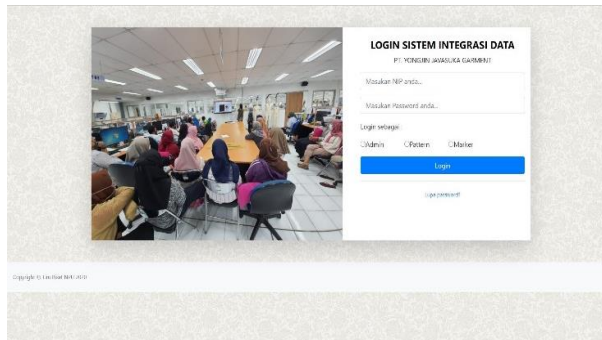 LOGIN SISTEM INTEGRASI DATA
PT. YONGJIN JAVASUKA GARMENT
Masukan NIP anda...
Masukan Password anda...
Login sebagai
Admin Pattern Marker
Login
Lupa password?
Copyright ©